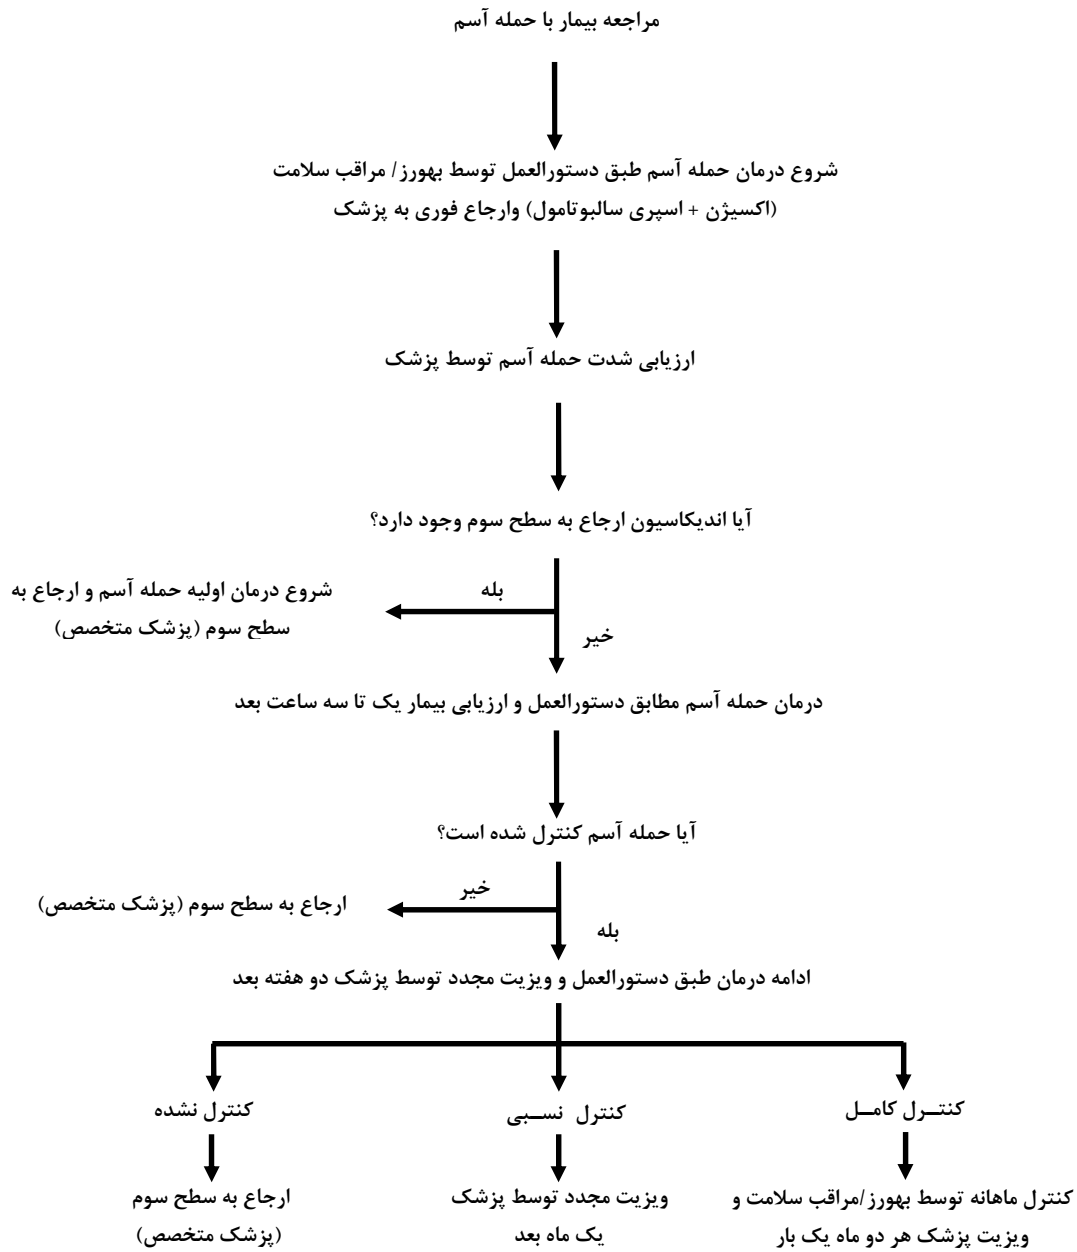 مراجعه بیمار با حمله آسم
شروع درمان حمله آسم طبق دستورالعمل توسط بهورز/ مراقب سلامت
(اکسیژن + اسپری سالبوتامول) وارجاع فوری به پزشک
ارزیابی شدت حمله آسم توسط پزشک
آیا اندیکاسیون ارجاع به سطح سوم وجود دارد؟
بله
شروع درمان اولیه حمله آسم و ارجاع به
سطح سوم (پزشک متخصص)
خیر
درمان حمله آسم مطابق دستورالعمل و ارزیابی بیمار یک تا سه ساعت بعد
آیا حمله آسم کنترل شده است؟
خیر
ارجاع به سطح سوم (پزشک متخصص)
بله
ادامه درمان طبق دستورالعمل و ویزیت مجدد توسط پزشک دو هفته بعد
کنتــرل کامــل
کنترل ماهانه توسط بهورز/مراقب سلامت و
ویزیت پزشک هر دو ماه یک بار
کنترل نســبی
ویزیت مجدد توسط پزشک
یک ماه بعد
کنترل نشده
ارجاع به سطح سوم
(پزشک متخصص)